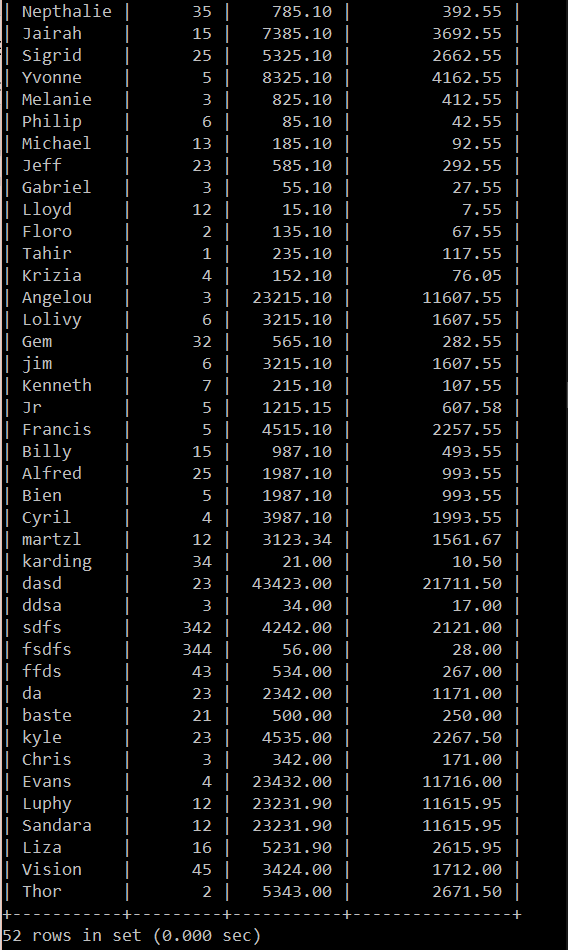 | Nepthalie |      35 |    785.10 |         392.55 |
| Jairah    |      15 |   7385.10 |        3692.55 |
| Sigrid    |      25 |   5325.10 |        2662.55 |
| Yvonne    |       5 |   8325.10 |        4162.55 |
| Melanie   |       3 |    825.10 |         412.55 |
| Philip    |       6 |     85.10 |          42.55 |
| Michael   |      13 |    185.10 |          92.55 |
| Jeff      |      23 |    585.10 |         292.55 |
| Gabriel   |       3 |     55.10 |          27.55 |
| Lloyd     |      12 |     15.10 |           7.55 |
| Floro     |       2 |    135.10 |          67.55 |
| Tahir     |       1 |    235.10 |         117.55 |
| Krizia    |       4 |    152.10 |          76.05 |
| Angelou   |       3 |  23215.10 |       11607.55 |
| Lolivy    |       6 |   3215.10 |        1607.55 |
| Gem       |      32 |    565.10 |         282.55 |
| jim       |       6 |   3215.10 |        1607.55 |
| Kenneth   |       7 |    215.10 |         107.55 |
| Jr        |       5 |   1215.15 |         607.58 |
| Francis   |       5 |   4515.10 |        2257.55 |
| Billy     |      15 |    987.10 |         493.55 |
| Alfred    |      25 |   1987.10 |         993.55 |
| Bien      |       5 |   1987.10 |         993.55 |
| Cyril     |       4 |   3987.10 |        1993.55 |
| martzl    |      12 |   3123.34 |        1561.67 |
| karding   |      34 |     21.00 |          10.50 |
| dasd      |      23 |  43423.00 |       21711.50 |
| ddsa      |       3 |     34.00 |          17.00 |
| sdfs      |     342 |   4242.00 |        2121.00 |
| fsdfs     |     344 |     56.00 |          28.00 |
| ffds      |      43 |    534.00 |         267.00 |
| da        |      23 |   2342.00 |        1171.00 |
| baste     |      21 |    500.00 |         250.00 |
| kyle      |      23 |   4535.00 |        2267.50 |
| Chris     |       3 |    342.00 |         171.00 |
| Evans     |       4 |  23432.00 |       11716.00 |
| Luphy     |      12 |  23231.90 |       11615.95 |
| Sandara   |      12 |  23231.90 |       11615.95 |
| Liza      |      16 |   5231.90 |        2615.95 |
| Vision    |      45 |   3424.00 |        1712.00 |
| Thor      |       2 |   5343.00 |        2671.50 |
+-----------+---------+-----------+----------------+
52 rows in set (0.000 sec)